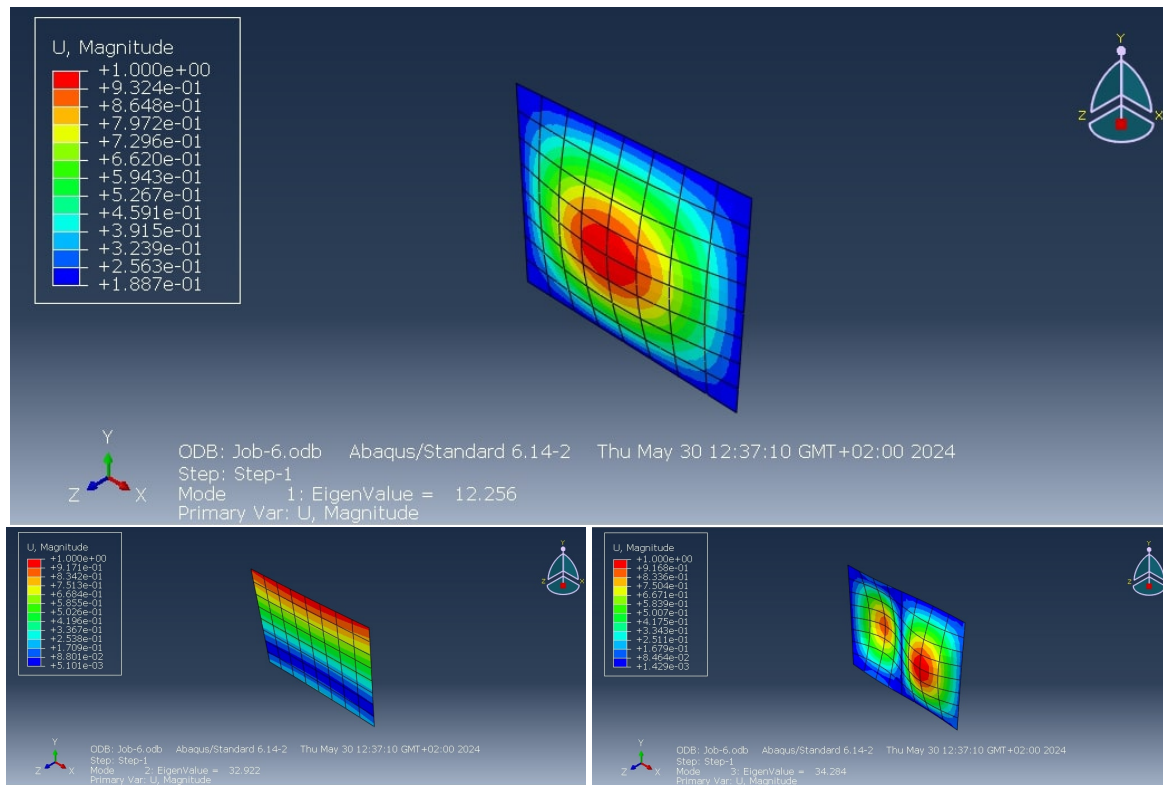 U, Magnitude
+1.000e+00
+9.324e-01
+8.648e-01
+7.972e-01
+7.296e-01
+6.620e-01
+5.943e-01
+5.267e-01
+4.591e-01
+3.915e-01
+3.239e-01
+2.563e-01
+1.887e-01
Y
Z
X
Y
Z
X
ODB: Job-6.odb Abaqus/Standard 6.14-2 Thu May 30 12:37:10 GMT+02:00 2024
Step: Step-1
Mode 1: EigenValue = 12.256
Primary Var: U, Magnitude
U, Magnitude
+1.000e+00
+9.171e-01
+8.342e-01
+7.513e-01
+6.684e-01
+5.855e-01
+5.026e-01
+4.196e-01
+3.367e-01
+2.538e-01
+1.709e-01
+8.801e-02
+5.101e-03
Y
Z
X
Y
Z
X
ODB: Job-6.odb Abaqus/Standard 6.14-2 Thu May 30 12:37:10 GMT+02:00 2024
Step: Step-1
Mode 2: EigenValue = 32.922
Primary Var: U, Magnitude
U, Magnitude
+1.000e+00
+9.168e-01
+8.336e-01
+7.504e-01
+6.671e-01
+5.839e-01
+5.007e-01
+4.175e-01
+3.343e-01
+2.511e-01
+1.679e-01
+8.464e-02
+1.429e-03
Y
Z
X
Y
Z
X
ODB: Job-6.odb Abaqus/Standard 6.14-2 Thu May 30 12:37:10 GMT+02:00 2024
Step: Step-1
Mode 3: EigenValue = 34.284
Primary Var: U, Magnitude